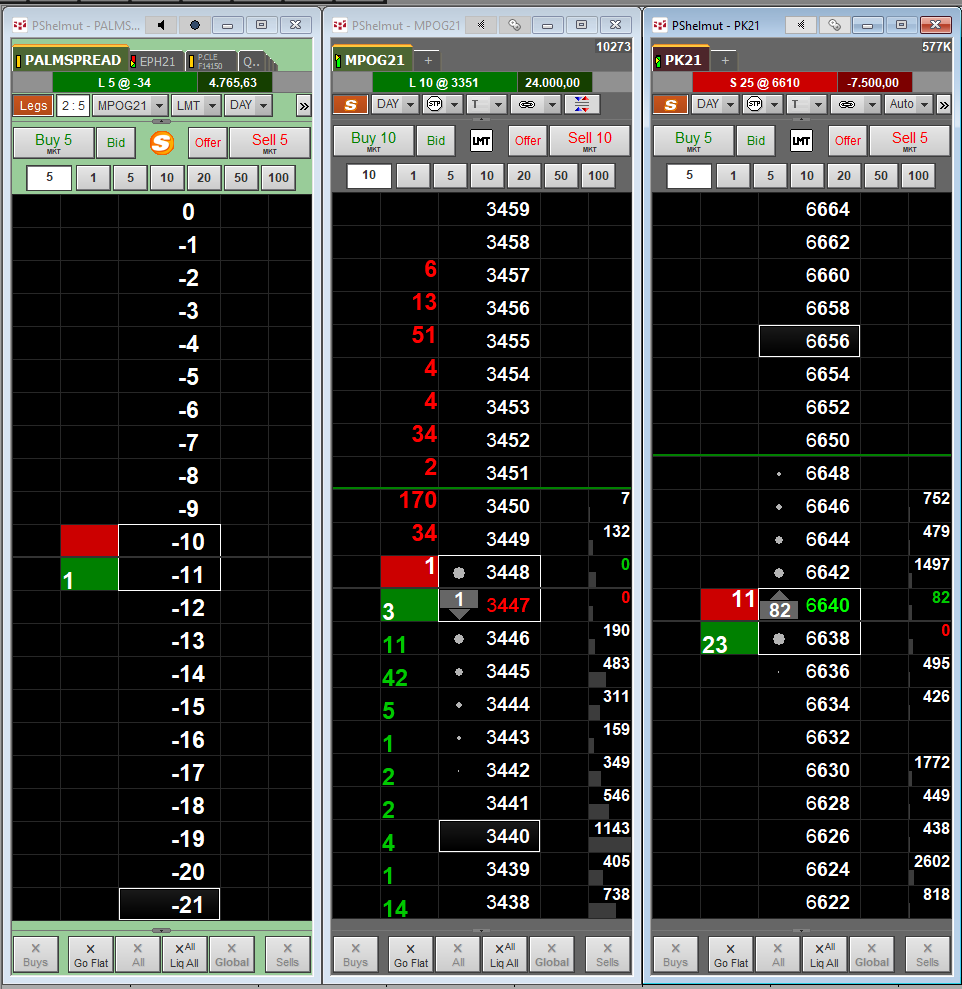 PShelmut - PALMS...
PALMSPREAD EPH21 P.CLE F14150 Q..
L 5 @ -34 4.765,63
Legs 2 : 5 MPOG21 LMT DAY »
Buy 5 MKT Bid S Offer Sell 5 MKT
5 1 5 10 20 50 100
0
-1
-2
-3
-4
-5
-6
-7
-8
-9
-10
1 -11
-12
-13
-14
-15
-16
-17
-18
-19
-20
-21
X Buys X Go Flat X All X All Liq All X Global X Sells
PShelmut - MPOG21
10273
MPOG21 +
L 10 @ 3351 24.000,00
S DAY STP T
Buy 10 MKT Bid LMT Offer Sell 10 MKT
10 1 5 10 20 50 100
3459
3458
6 3457
13 3456
51 3455
4 3454
4 3453
34 3452
2 3451
170 3450 7
34 3449 132
1 3448 0
3 1 3447 0
11 3446 190
42 3445 483
5 3444 311
1 3443 159
2 3442 349
2 3441 546
4 3440 1143
1 3439 405
14 3438 738
X Buys X Go Flat X All X All Liq All X Global X Sells
PShelmut - PK21
577K
PK21 +
S 25 @ 6610 -7.500,00
S DAY STP T Auto »
Buy 5 MKT Bid LMT Offer Sell 5 MKT
5 1 5 10 20 50 100
6664
6662
6660
6658
6656
6654
6652
6650
6648
6646 752
6644 479
6642 1497
11 82 6640 82
23 6638 0
6636 495
6634 426
6632
6630 1772
6628 449
6626 438
6624 2602
6622 818
X Buys X Go Flat X All X All Liq All X Global X Sells